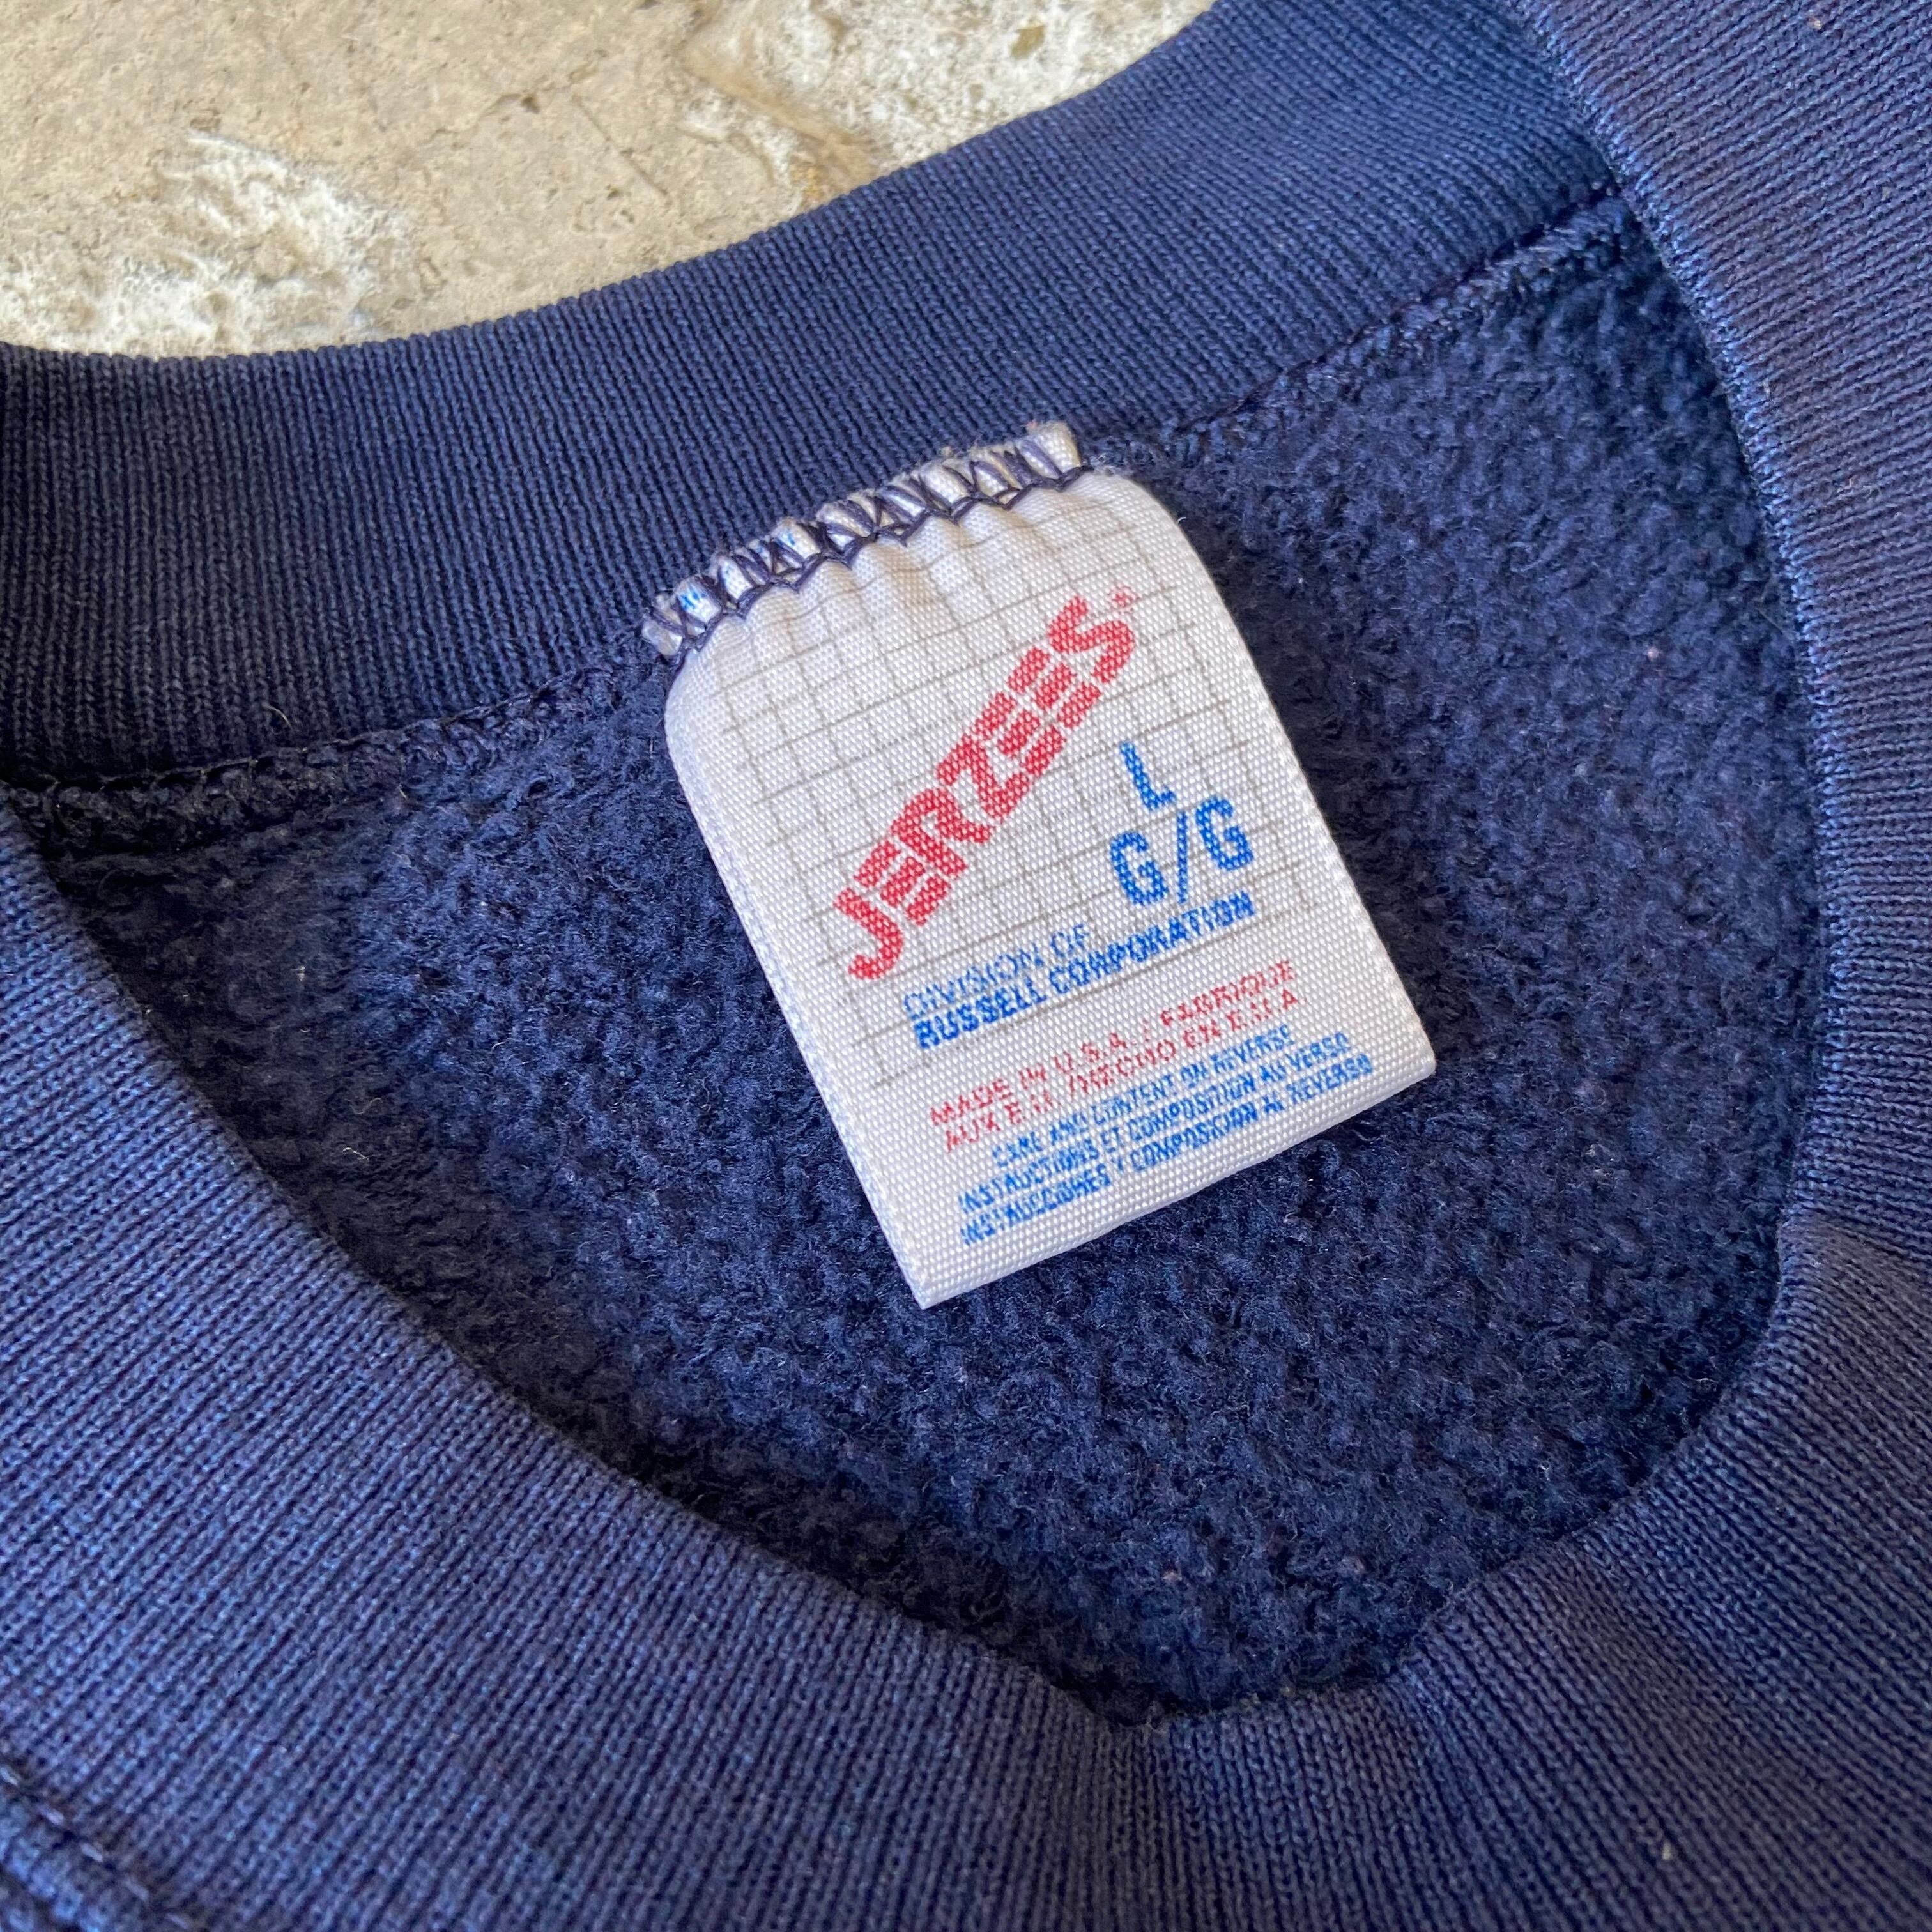 JERZEES®
L
G/G
DIVISION OF
RUSSELL CORPORATION
MADE IN U.S.A. / FABRIQUE
AUX E.U. /HECHO EN E.U.A
CARE AND CONTENT ON REVERSE
INSTRUCTIONS ET COMPOSITION AU VERSO
INSTRUCCIONES Y COMPOSICION AL REVERSO